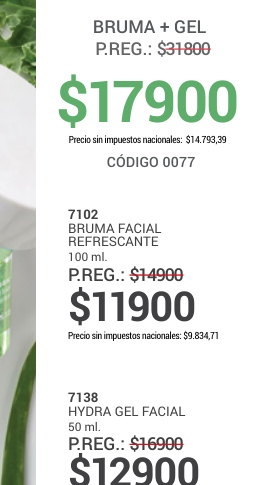 BRUMA + GEL
P.REG.: $31800
$17900
Precio sin impuestos nacionales: $14.793,39
CÓDIGO 0077
7102
BRUMA FACIAL
REFRESCANTE
100 ml.
P.REG.: $14900
$11900
Precio sin impuestos nacionales: $9.834,71
7138
HYDRA GEL FACIAL
50 ml.
P.REG.: $16900
$12900